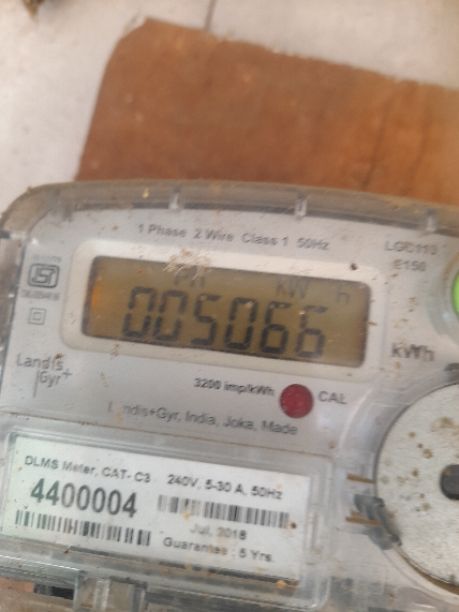 1 Phase 2 Wire Class 1 50Hz
E150
Ph kW h
005066
kWh
Landis
Gyr+
3200 imp/kWh
CAL
Landis+Gyr, India, Joka, Made
DLMS Meter, CAT- C3
240V, 5-30 A, 50Hz
4400004
Jul, 2018
Guarantee : 5 Yrs.